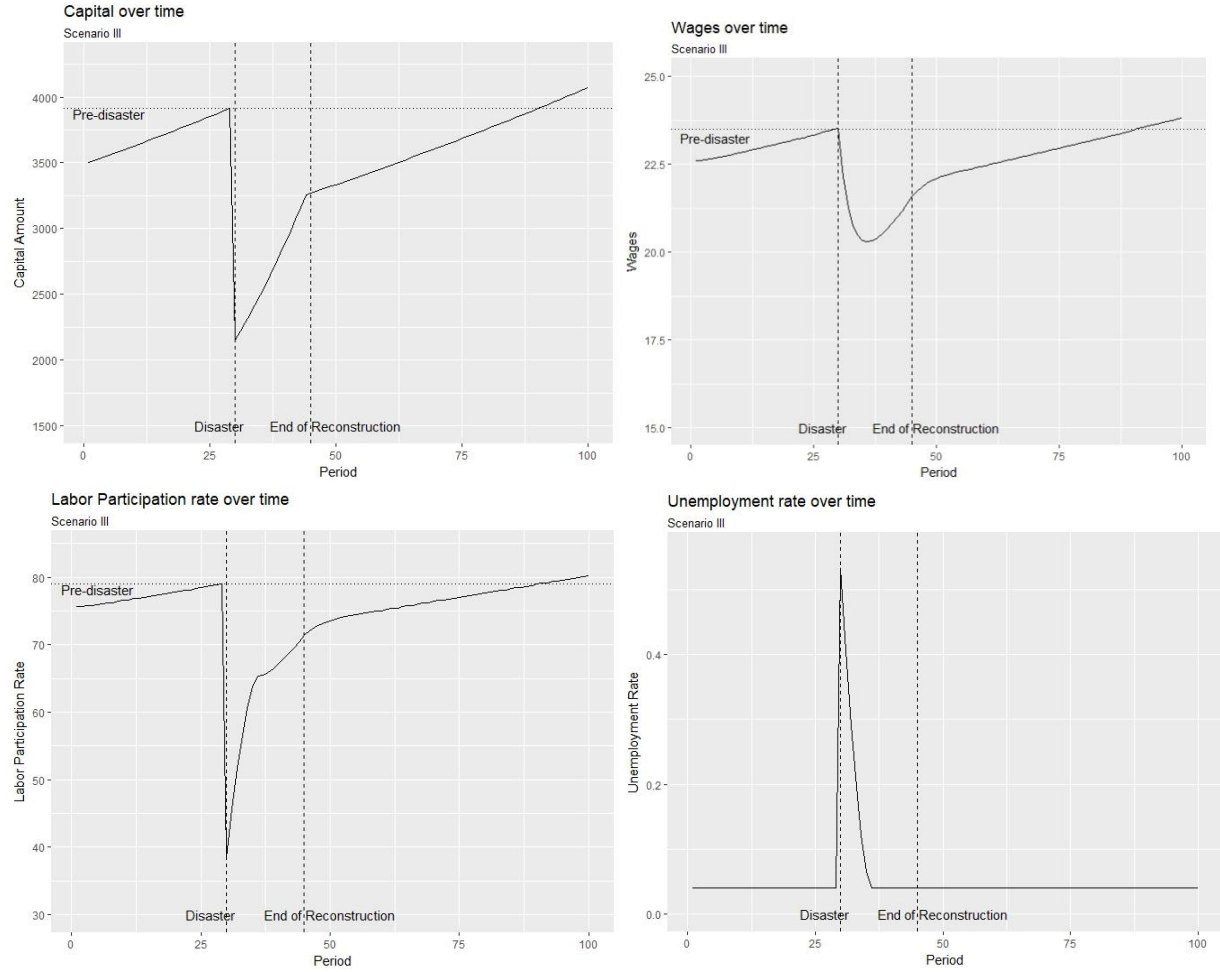 Capital over time
Scenario III
4000
3500
3000
2500
2000
1500
Capital Amount
Pre-disaster
Disaster
End of Reconstruction
0 25 50 75 100
Period
Wages over time
Scenario III
25.0
22.5
20.0
17.5
15.0
Wages
Pre-disaster
Disaster
End of Reconstruction
0 25 50 75 100
Period
Labor Participation rate over time
Scenario III
80
70
60
50
40
30
Labor Participation Rate
Pre-disaster
Disaster
End of Reconstruction
0 25 50 75 100
Period
Unemployment rate over time
Scenario III
0.4
0.2
0.0
Unemployment Rate
Disaster
End of Reconstruction
0 25 50 75 100
Period